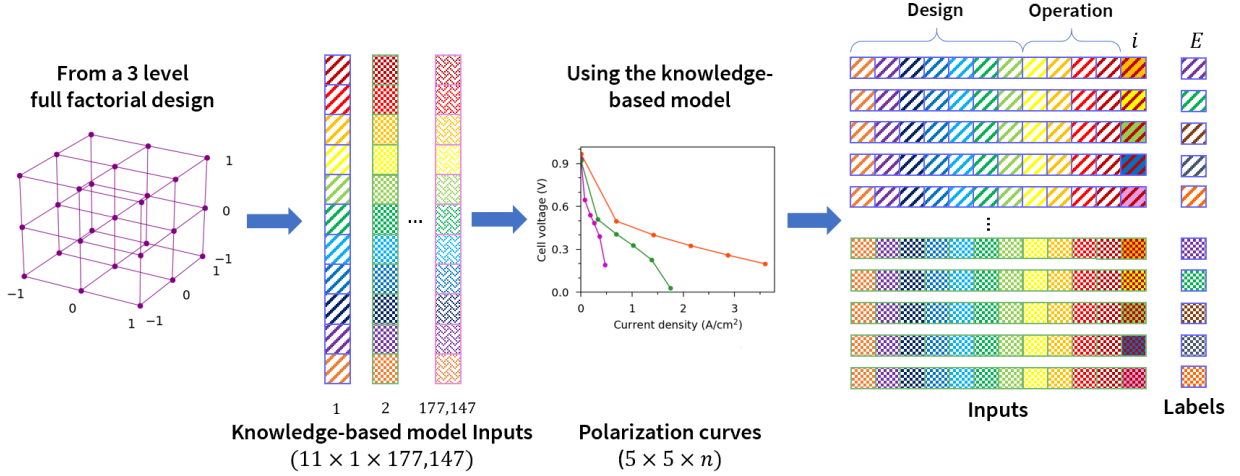 From a 3 level
full factorial design
1
0
−1
1
0
−1
0
1
−1
...
1
2
177,147
Knowledge-based model Inputs
(11 × 1 × 177,147)
Using the knowledge-
based model
Cell voltage (V)
0.9
0.6
0.3
0.0
0
1
2
3
Current density (A/cm²)
Polarization curves
(5 × 5 × n)
Design
Operation
i
E
...
Inputs
Labels